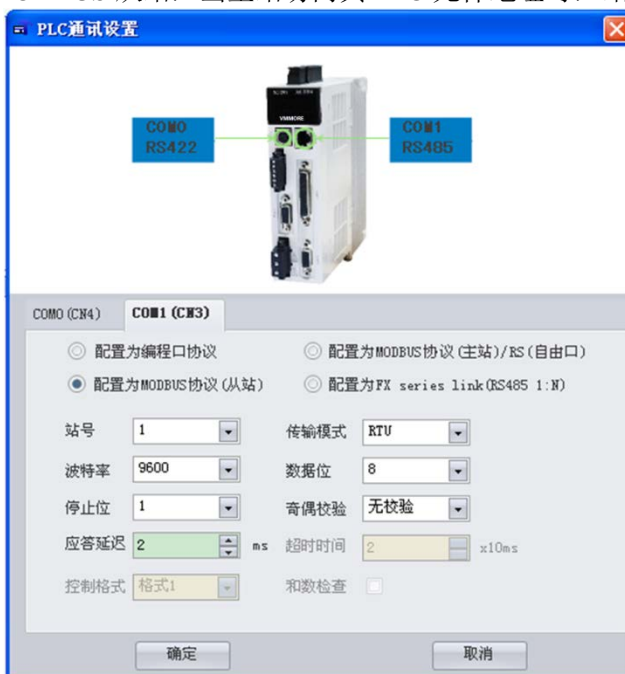 PLC通讯设置
VMMORE
COM0
RS422
COM1
RS485
COM0(CN4) COM1(CN3)
配置为编程口协议 配置为MODBUS协议(主站)/RS(自由口)
配置为MODBUS协议(从站) 配置为FX series link(RS485 1:N)
站号 1 传输模式 RTU
波特率 9600 数据位 8
停止位 1 奇偶校验 无校验
应答延迟 2 ms 超时时间 2 x10ms
控制格式 格式1 和数检查
确定 取消